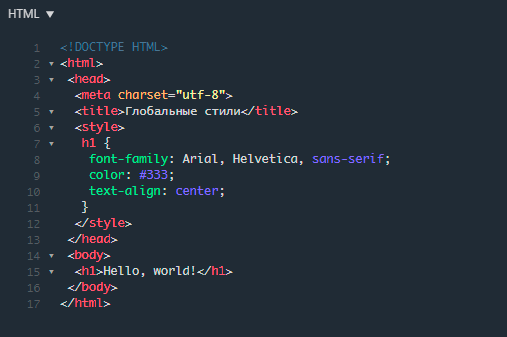 HTML ▼
1 <!DOCTYPE HTML>
2 <html>
3 <head>
4 <meta charset="utf-8">
5 <title>Глобальные стили</title>
6 <style>
7 h1 {
8 font-family: Arial, Helvetica, sans-serif;
9 color: #333;
10 text-align: center;
11 }
12 </style>
13 </head>
14 <body>
15 <h1>Hello, world!</h1>
16 </body>
17 </html>